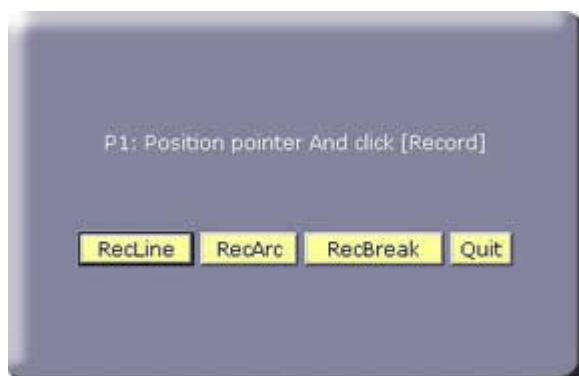 P1: Position pointer And click [Record]
RecLine RecArc RecBreak Quit